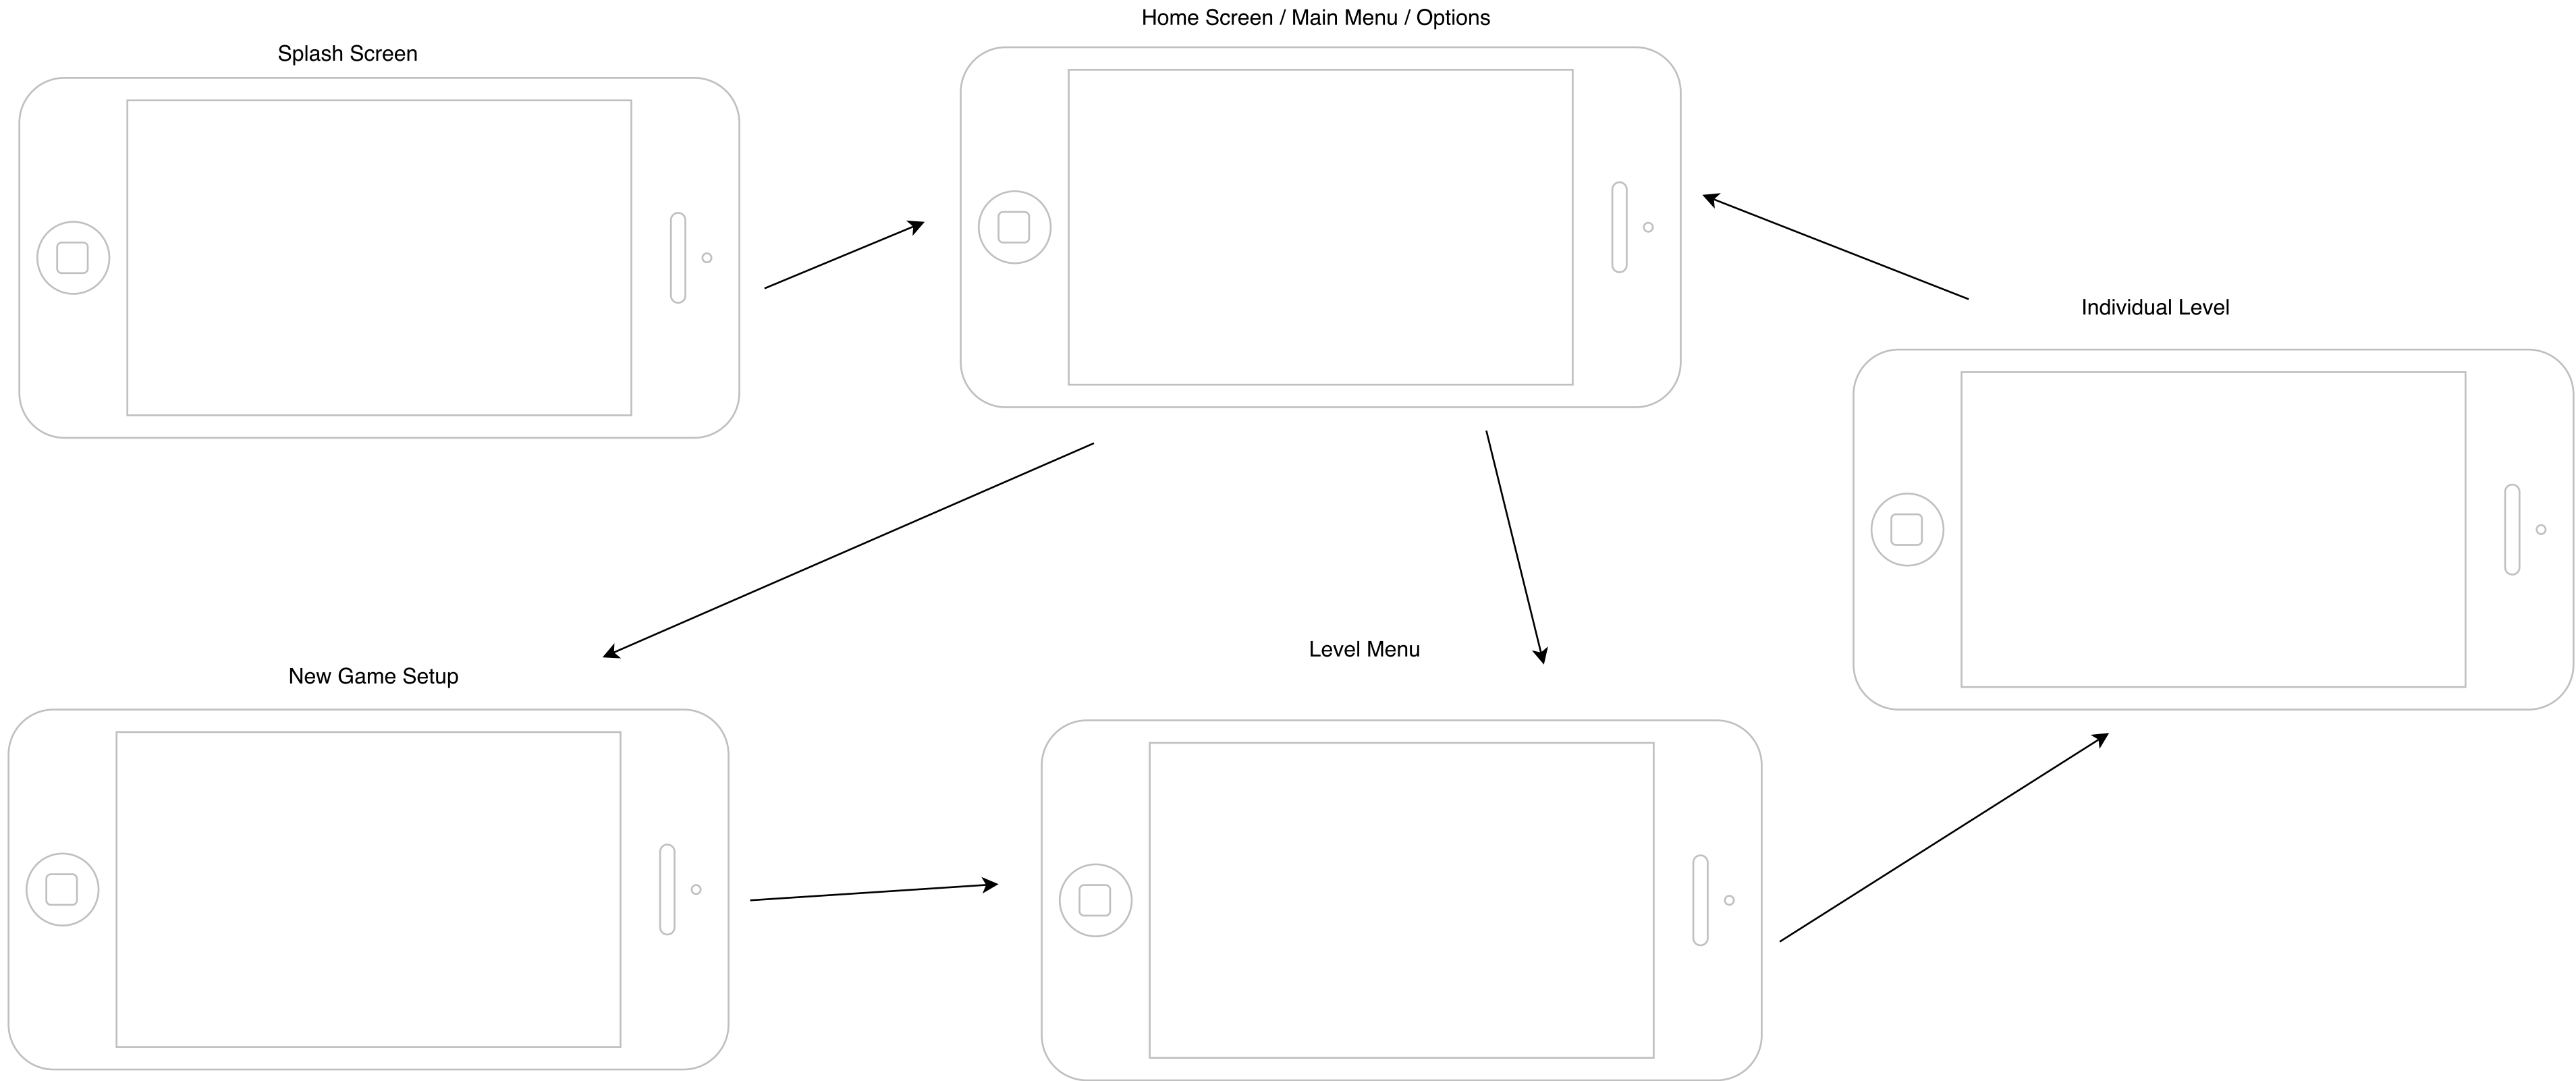 Home Screen / Main Menu / Options
Splash Screen
Individual Level
Level Menu
New Game Setup